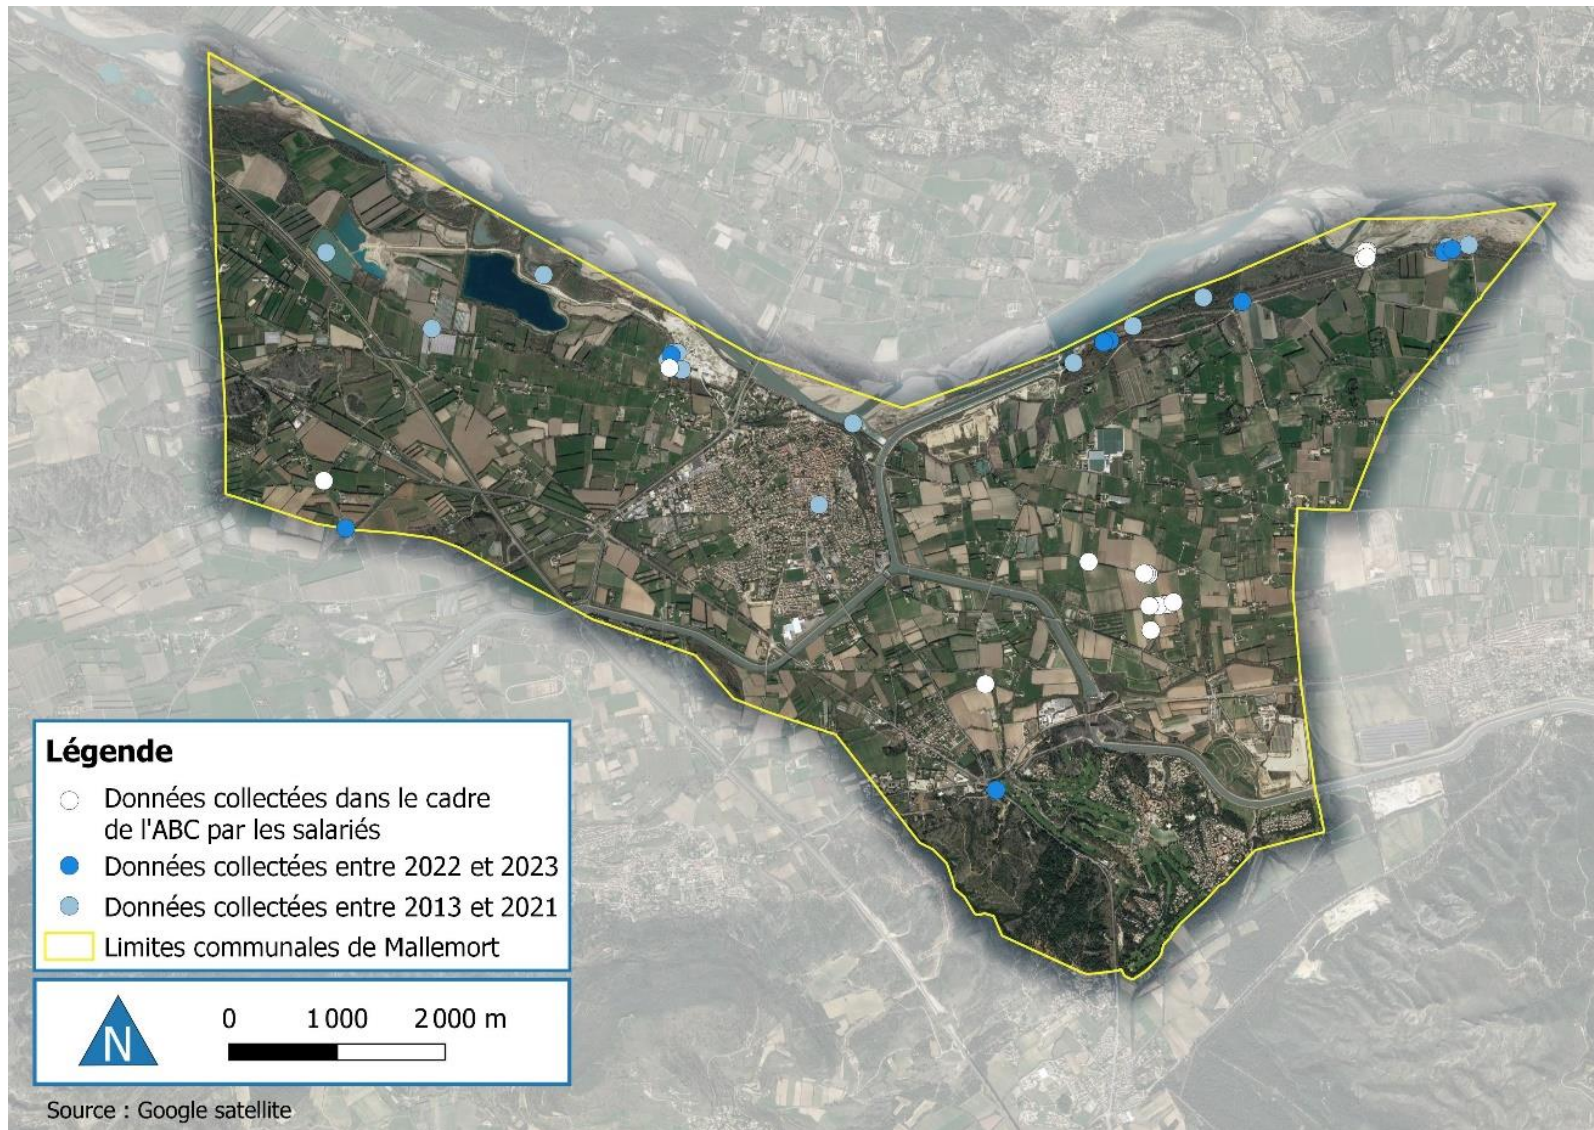 Légende
Données collectées dans le cadre
de l'ABC par les salariés
Données collectées entre 2022 et 2023
Données collectées entre 2013 et 2021
Limites communales de Mallemort
N
0 1 000 2 000 m
Source : Google satellite